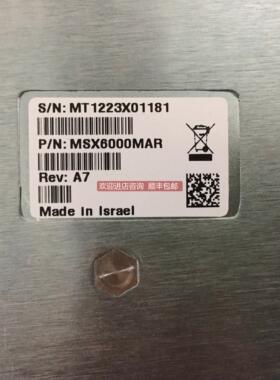 S/N: MT1223X01181
P/N: MSX6000MAR
欢迎进店咨询 顺丰包邮
Rev: A7
Made in Israel